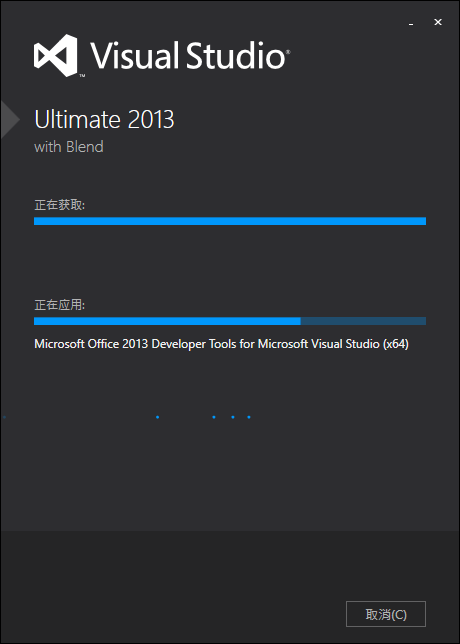 Visual Studio®
™
Ultimate 2013
with Blend
正在获取:
正在应用:
Microsoft Office 2013 Developer Tools for Microsoft Visual Studio (x64)
取消(C)